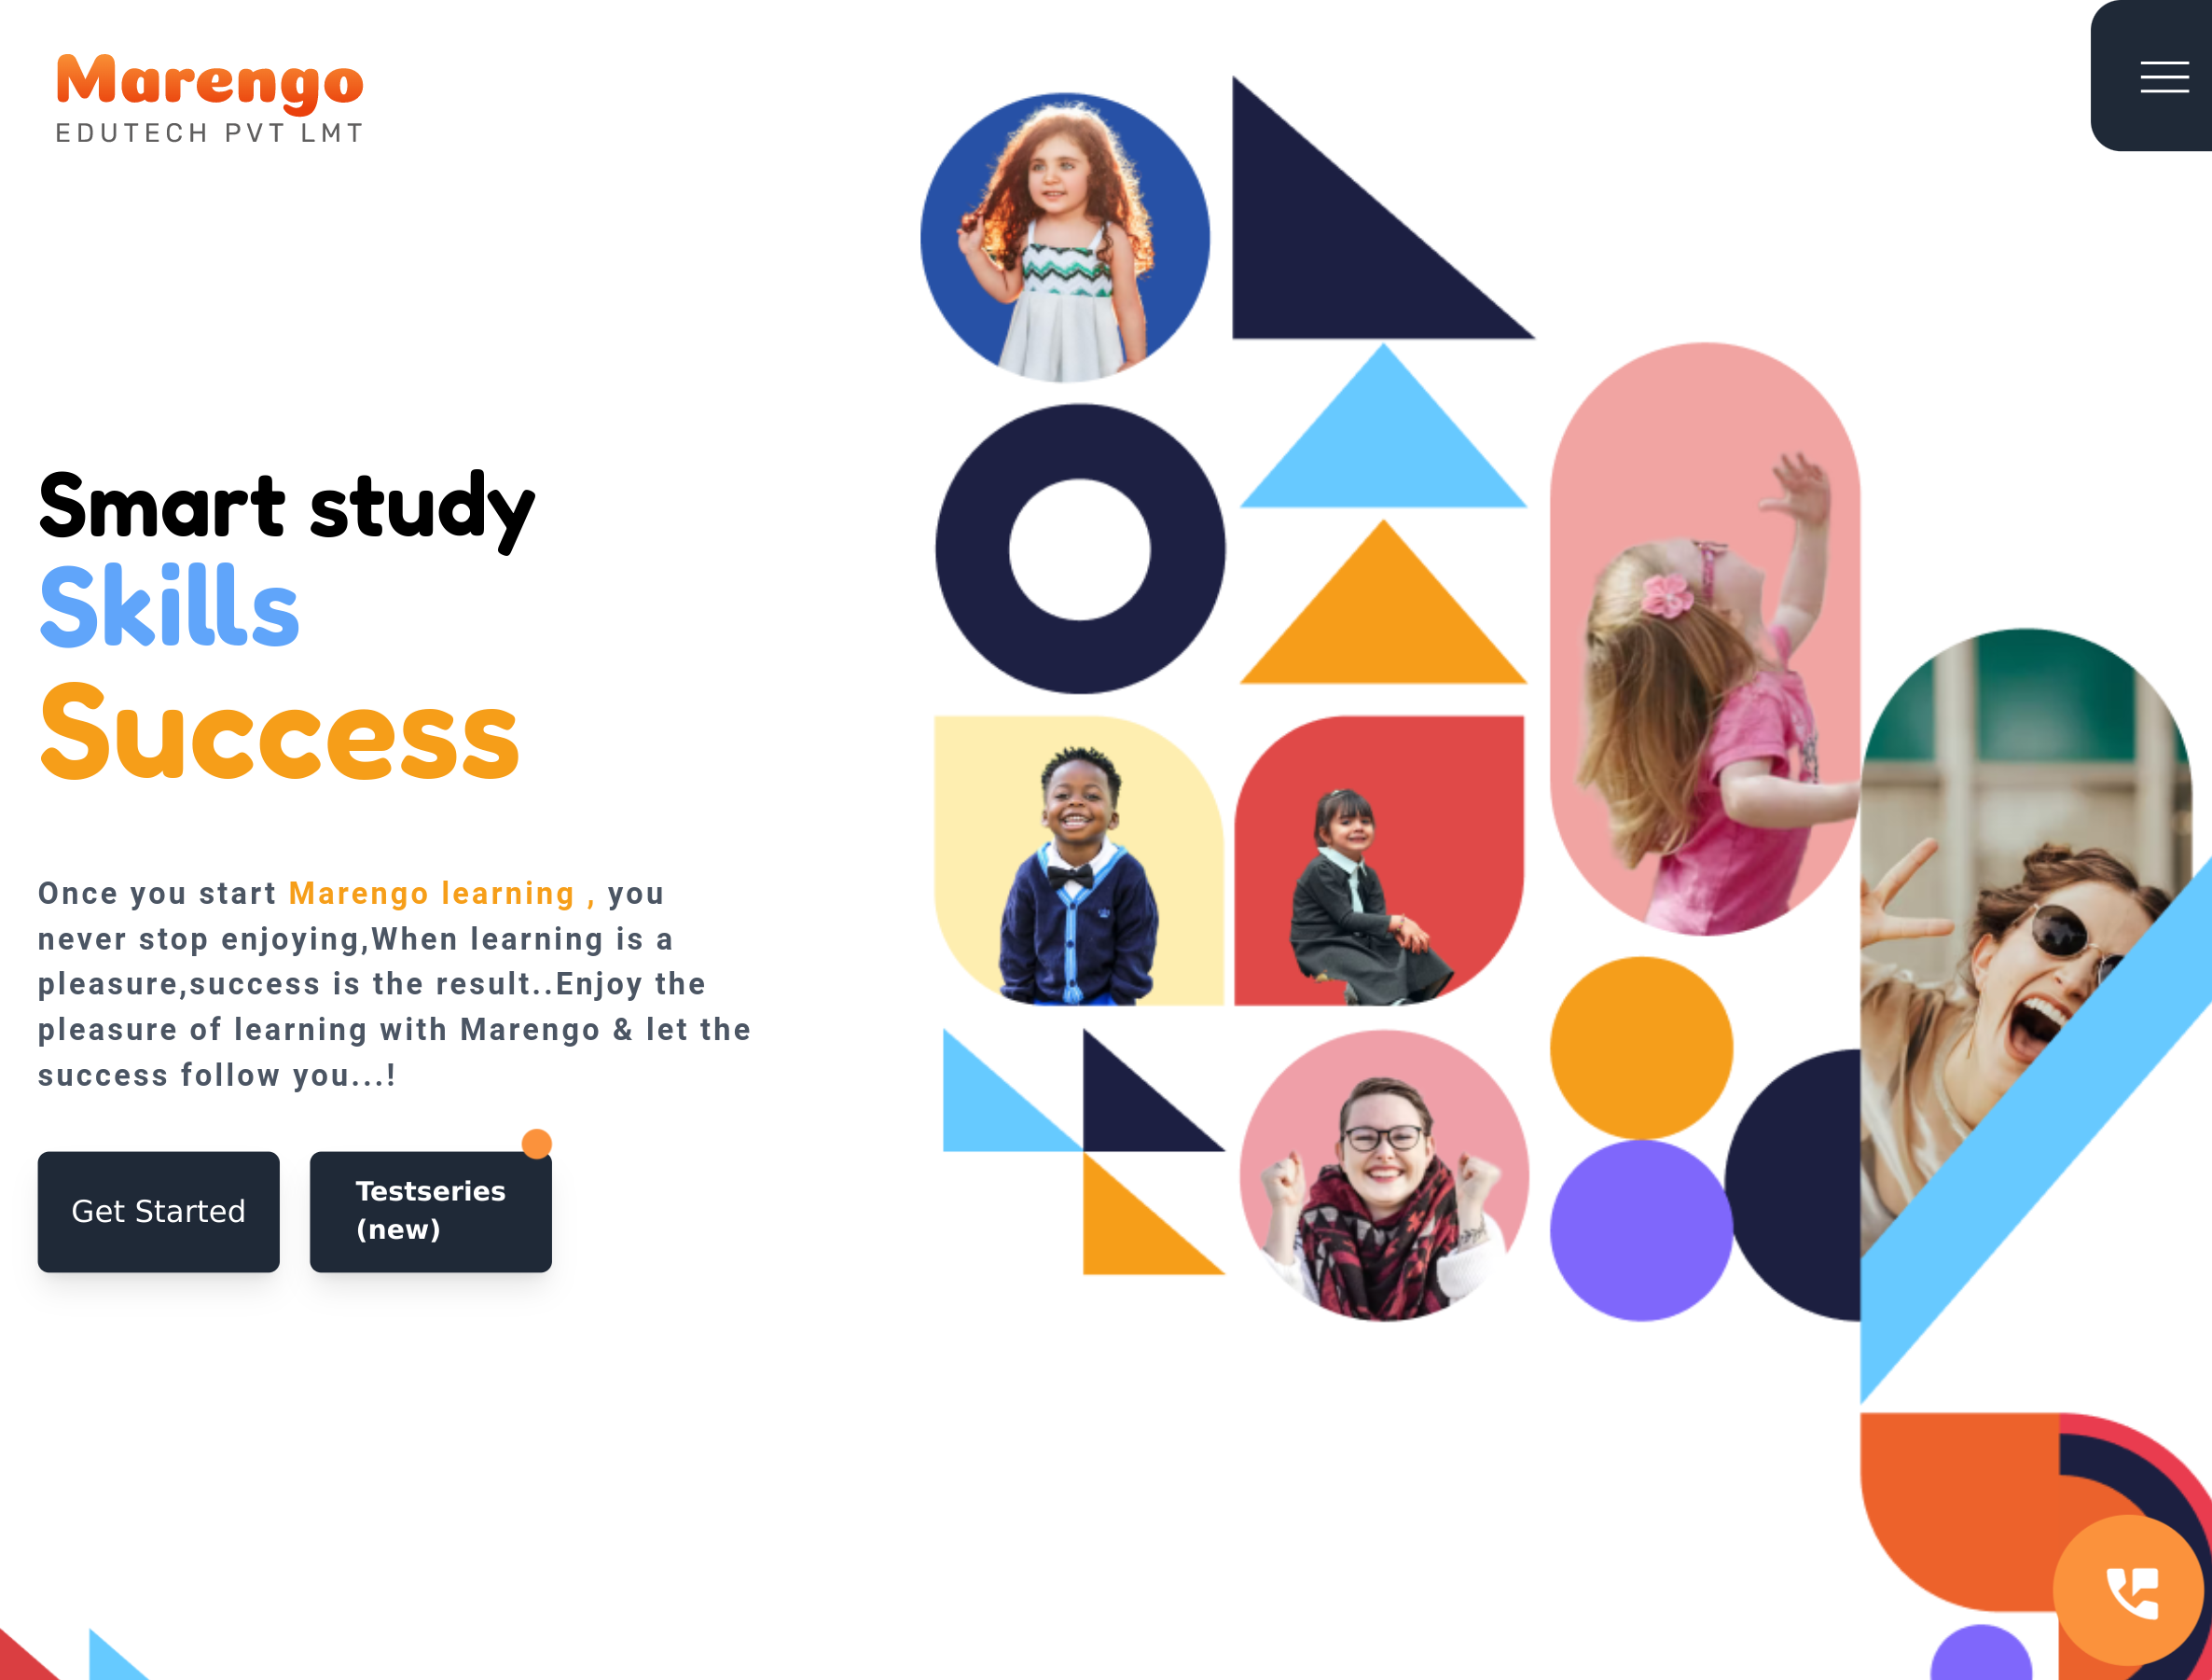 Marengo
EDUTECH PVT LMT
Smart study
Skills
Success
Once you start Marengo learning , you
never stop enjoying,When learning is a
pleasure,success is the result..Enjoy the
pleasure of learning with Marengo & let the
success follow you...!
Get Started
Testseries
(new)